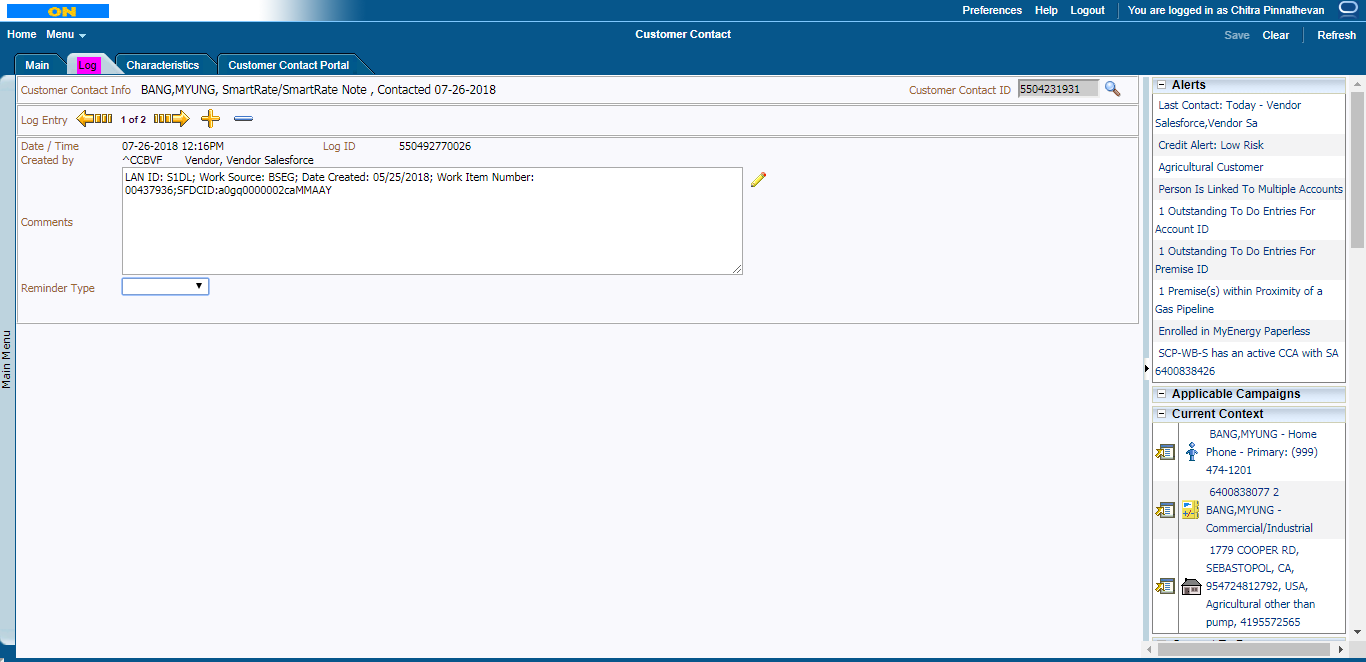 ON
Preferences Help Logout You are logged in as Chitra Pinnathevan
Home Menu Customer Contact Save Clear Refresh
Main Log Characteristics Customer Contact Portal
Customer Contact Info BANG,MYUNG, SmartRate/SmartRate Note , Contacted 07-26-2018 Customer Contact ID 5504231931
Log Entry 1 of 2
Date / Time 07-26-2018 12:16PM Log ID 550492770026
Created by ^CCBVF Vendor, Vendor Salesforce
LAN ID: S1DL; Work Source: BSEG; Date Created: 05/25/2018; Work Item Number:
00437936;SFDCID:a0gq0000002caMMAAY
Comments
Reminder Type
Main Menu
Alerts
Last Contact: Today - Vendor
Salesforce,Vendor Sa
Credit Alert: Low Risk
Agricultural Customer
Person Is Linked To Multiple Accounts
1 Outstanding To Do Entries For
Account ID
1 Outstanding To Do Entries For
Premise ID
1 Premise(s) within Proximity of a
Gas Pipeline
Enrolled in MyEnergy Paperless
SCP-WB-S has an active CCA with SA
6400838426
Applicable Campaigns
Current Context
BANG,MYUNG - Home
Phone - Primary: (999)
474-1201
6400838077 2
BANG,MYUNG -
Commercial/Industrial
1779 COOPER RD,
SEBASTOPOL, CA,
954724812792, USA,
Agricultural other than
pump, 4195572565